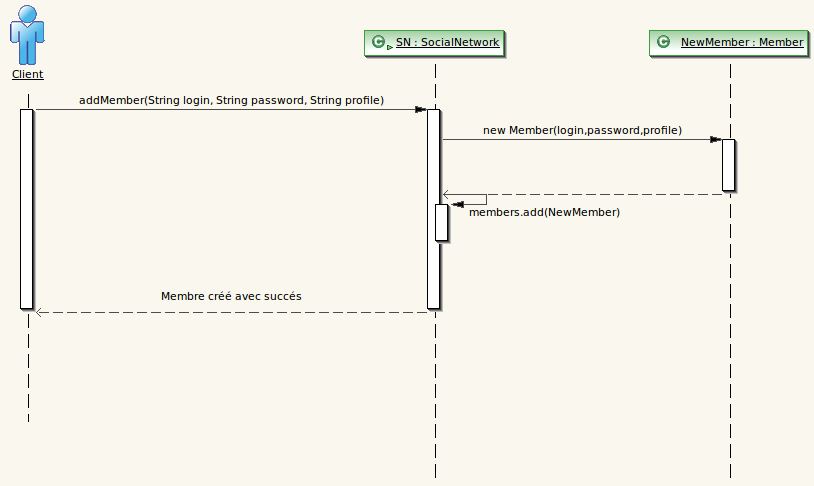 Client
SN : SocialNetwork
NewMember : Member
addMember(String login, String password, String profile)
new Member(login,password,profile)
members.add(NewMember)
Membre créé avec succés